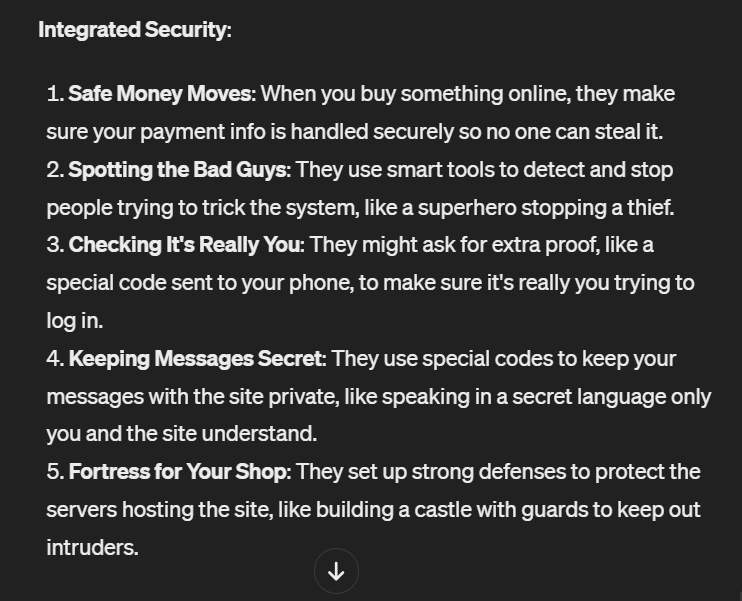 Integrated Security:
1. Safe Money Moves: When you buy something online, they make
sure your payment info is handled securely so no one can steal it.
2. Spotting the Bad Guys: They use smart tools to detect and stop
people trying to trick the system, like a superhero stopping a thief.
3. Checking It's Really You: They might ask for extra proof, like a
special code sent to your phone, to make sure it's really you trying to
log in.
4. Keeping Messages Secret: They use special codes to keep your
messages with the site private, like speaking in a secret language only
you and the site understand.
5. Fortress for Your Shop: They set up strong defenses to protect the
servers hosting the site, like building a castle with guards to keep out
intruders.